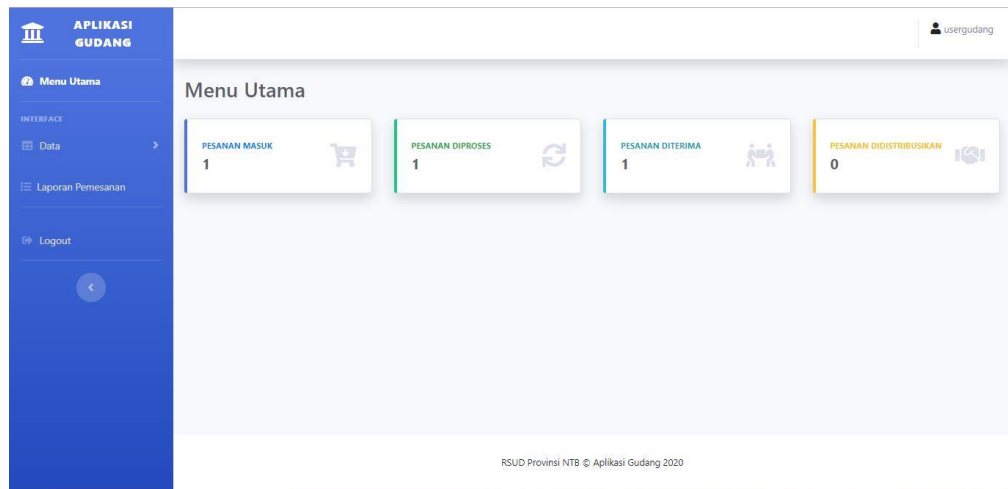 APLIKASI
GUDANG
usergudang
Menu Utama
INTERFACE
Data
Laporan Pemesanan
Logout
Menu Utama
PESANAN MASUK
1
PESANAN DIPROSES
1
PESANAN DITERIMA
1
PESANAN DIDISTRIBUSIKAN
0
RSUD Provinsi NTB © Aplikasi Gudang 2020